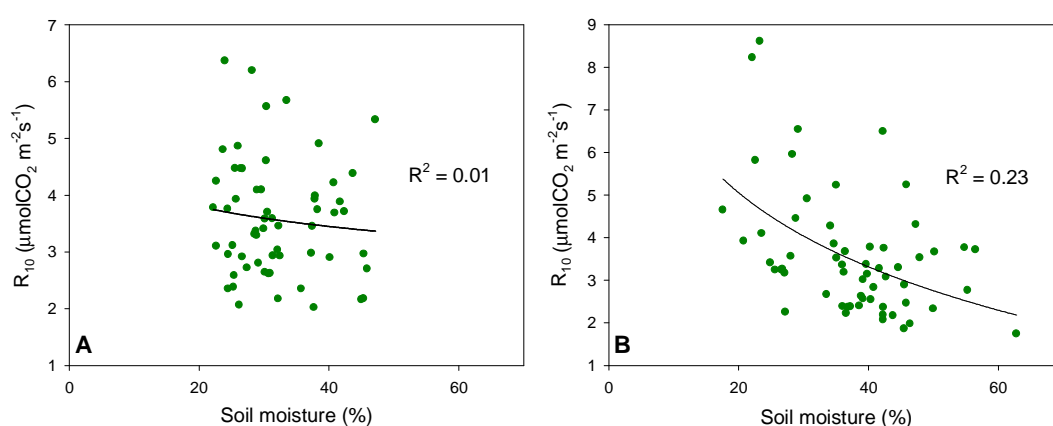 7
6
5
4
3
2
1
R₁₀ (µmolCO₂ m⁻²s⁻¹)
R² = 0.01
A
0 20 40 60
Soil moisture (%)
9
8
7
6
5
4
3
2
1
R₁₀ (µmolCO₂ m⁻²s⁻¹)
R² = 0.23
B
0 20 40 60
Soil moisture (%)